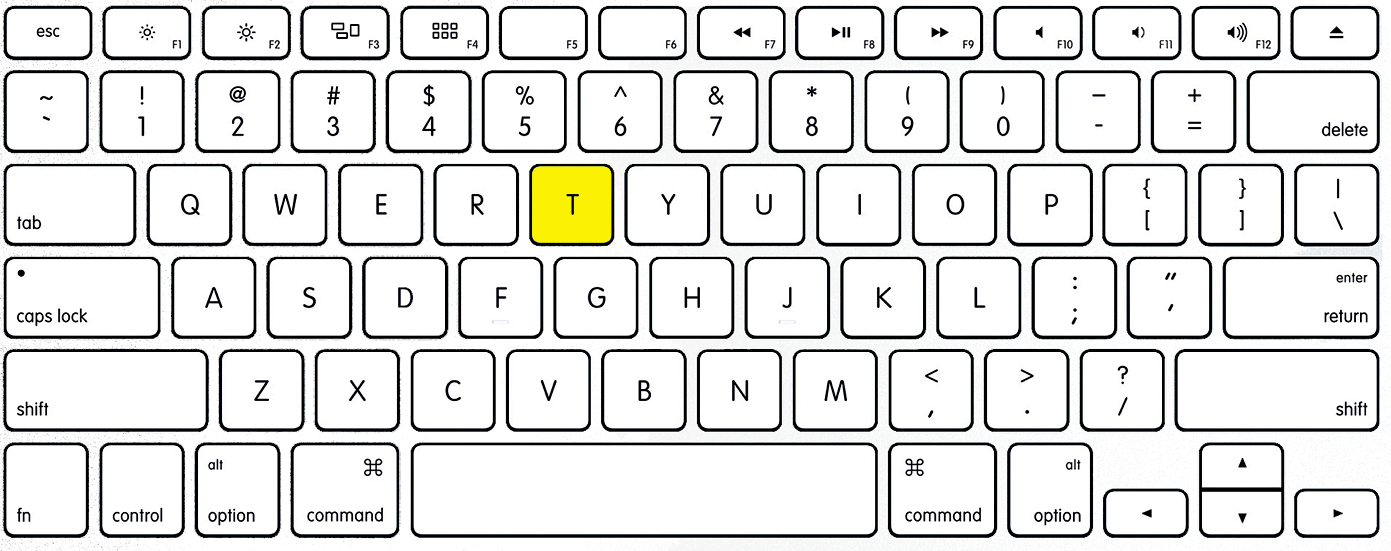 esc F1 F2 F3 F4 F5 F6 F7 F8 F9 F10 F11 F12
~ ! @ # $ % ^ & * ( ) – +
` 1 2 3 4 5 6 7 8 9 0 - = delete
tab Q W E R T Y U I O P { [ } ] | \
caps lock A S D F G H J K L : ; " ' enter return
shift Z X C V B N M < , > . ? / shift
fn control alt option ⌘ command ⌘ command alt option ◄ ▲ ▼ ►